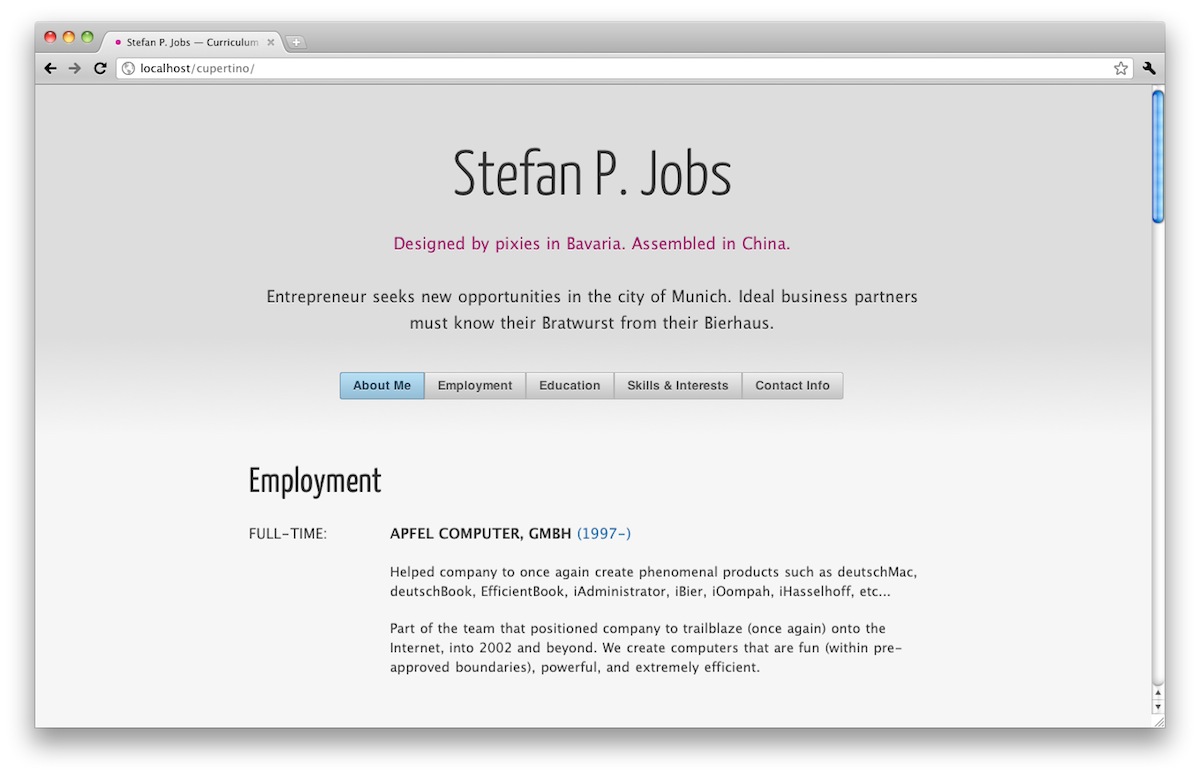 Stefan P. Jobs — Curriculum
localhost/cupertino/
Stefan P. Jobs
Designed by pixies in Bavaria. Assembled in China.
Entrepreneur seeks new opportunities in the city of Munich. Ideal business partners
must know their Bratwurst from their Bierhaus.
About Me Employment Education Skills & Interests Contact Info
Employment
FULL-TIME: APFEL COMPUTER, GMBH (1997-)
Helped company to once again create phenomenal products such as deutschMac,
deutschBook, EfficientBook, iAdministrator, iBier, iOompah, iHasselhoff, etc...
Part of the team that positioned company to trailblaze (once again) onto the
Internet, into 2002 and beyond. We create computers that are fun (within pre-
approved boundaries), powerful, and extremely efficient.